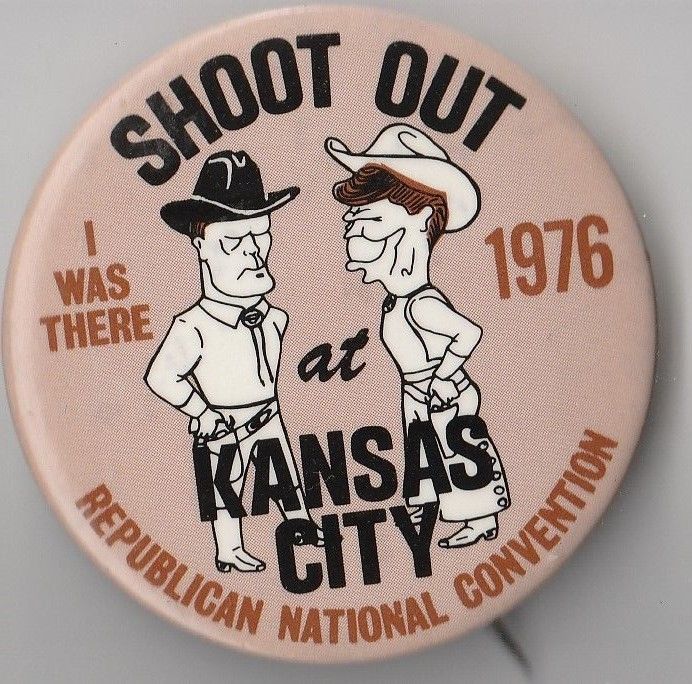 SHOOT OUT
I
WAS
THERE
1976
at
KANSAS
CITY
REPUBLICAN NATIONAL CONVENTION